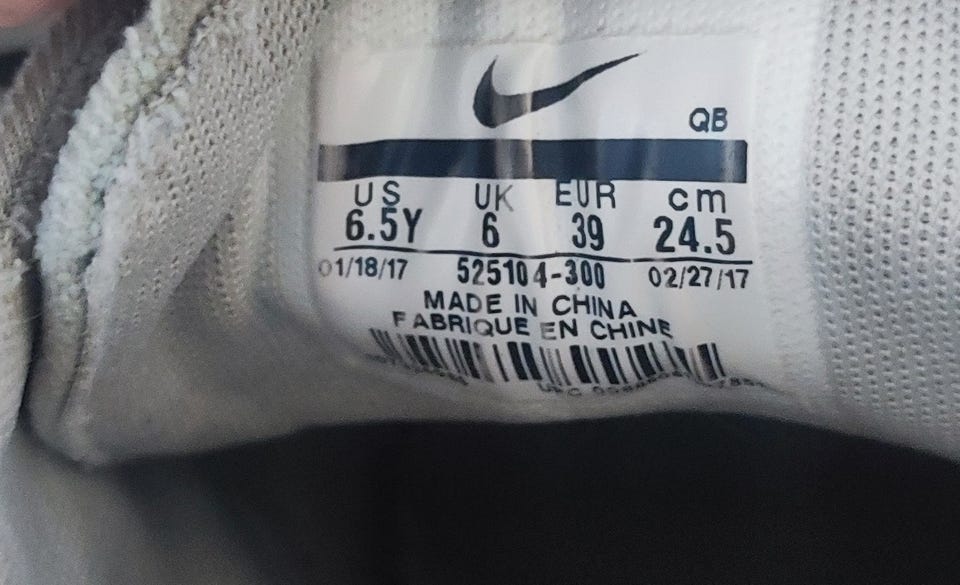 QB
US UK EUR cm
6.5Y 6 39 24.5
01/18/17 525104-300 02/27/17
MADE IN CHINA
FABRIQUE EN CHINE
UPC